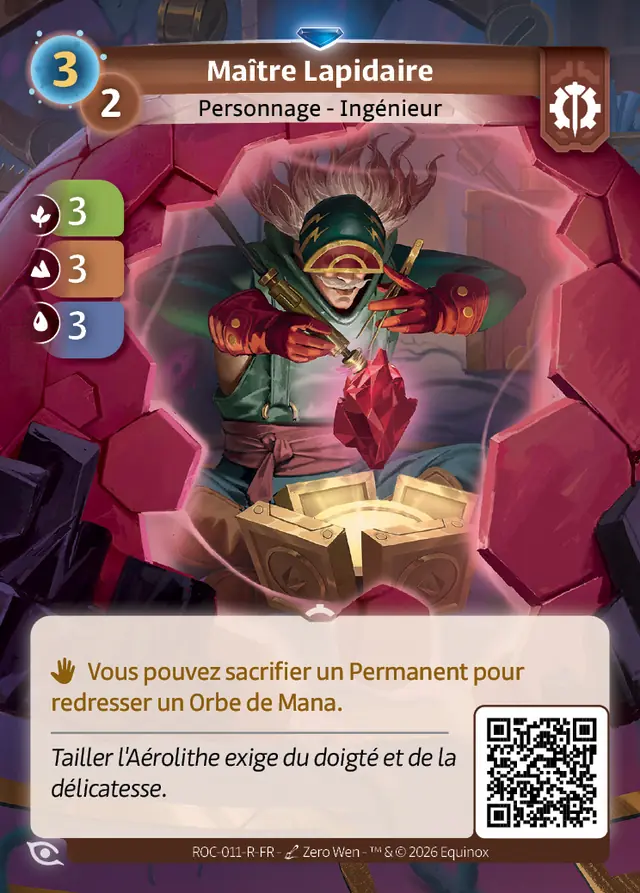 3
2
Maître Lapidaire
Personnage - Ingénieur
3
3
3
Vous pouvez sacrifier un Permanent pour
redresser un Orbe de Mana.
Tailler l'Aérolithe exige du doigté et de la
délicatesse.
ROC-011-R-FR - Zero Wen - ™ & © 2026 Equinox